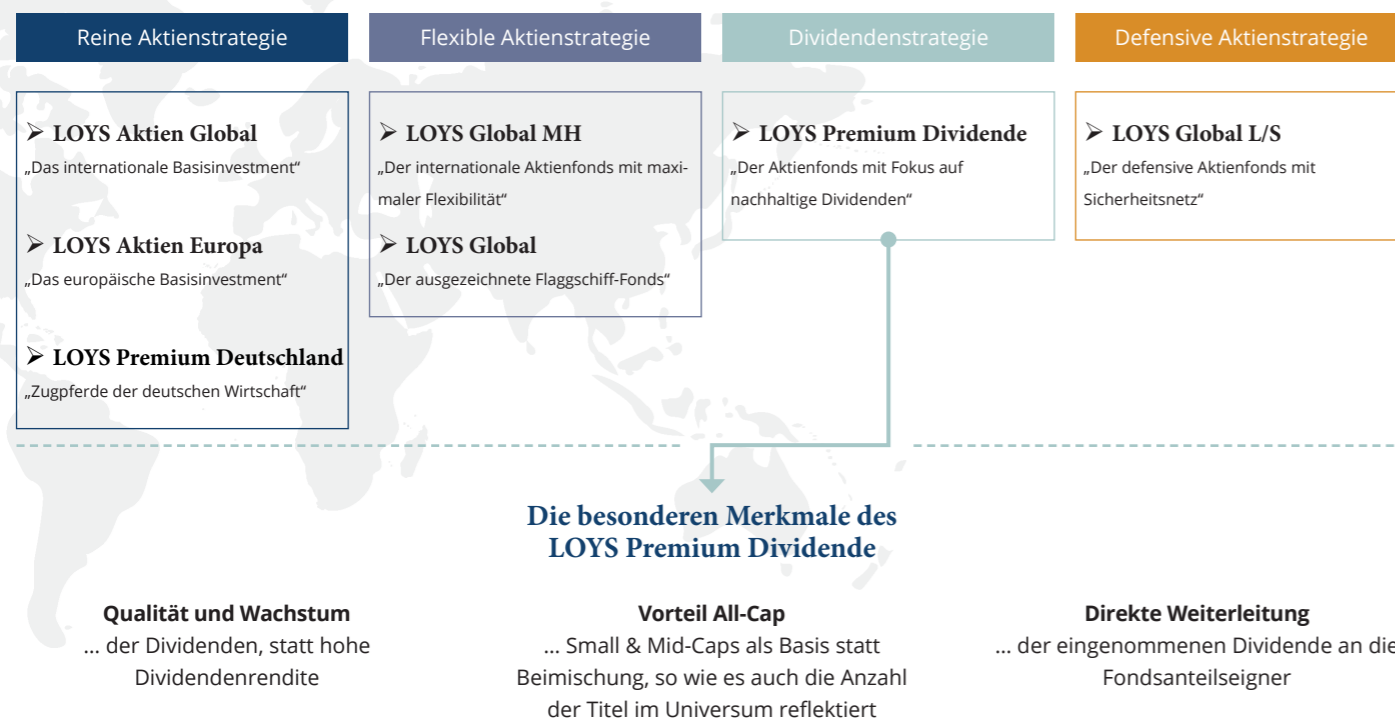 Reine Aktienstrategie
Flexible Aktienstrategie
Dividendenstrategie
Defensive Aktienstrategie
➢ LOYS Aktien Global
„Das internationale Basisinvestment“
➢ LOYS Aktien Europa
„Das europäische Basisinvestment“
➢ LOYS Premium Deutschland
„Zugpferde der deutschen Wirtschaft“
➢ LOYS Global MH
„Der internationale Aktienfonds mit maxi-
maler Flexibilität“
➢ LOYS Global
„Der ausgezeichnete Flaggschiff-Fonds“
➢ LOYS Premium Dividende
„Der Aktienfonds mit Fokus auf
nachhaltige Dividenden“
➢ LOYS Global L/S
„Der defensive Aktienfonds mit
Sicherheitsnetz“
Die besonderen Merkmale des
LOYS Premium Dividende
Qualität und Wachstum
... der Dividenden, statt hohe
Dividendenrendite
Vorteil All-Cap
... Small & Mid-Caps als Basis statt
Beimischung, so wie es auch die Anzahl
der Titel im Universum reflektiert
Direkte Weiterleitung
... der eingenommenen Dividende an die
Fondsanteilseigner